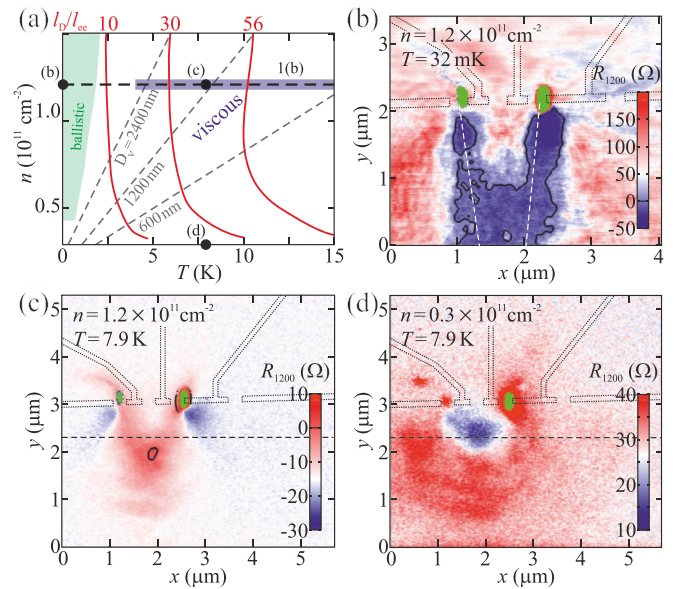 (a)
l_D/l_ee 10 30 56
(b)
(c)
1(b)
ballistic
D_ν=2400nm
1200nm
600nm
viscous
(d)
1.0
0.5
n (10^11 cm^-2)
0 5 10 15
T (K)
(b)
n = 1.2 × 10^11 cm^-2
T = 32 mK
R_1200 (Ω)
150
100
50
0
-50
3
2
1
0
y (μm)
0 1 2 3 4
x (μm)
(c)
n = 1.2 × 10^11 cm^-2
T = 7.9 K
R_1200 (Ω)
10
0
-10
-20
-30
5
4
3
2
1
0
y (μm)
0 1 2 3 4 5
x (μm)
(d)
n = 0.3 × 10^11 cm^-2
T = 7.9 K
R_1200 (Ω)
40
30
20
10
5
4
3
2
1
0
y (μm)
0 1 2 3 4 5
x (μm)